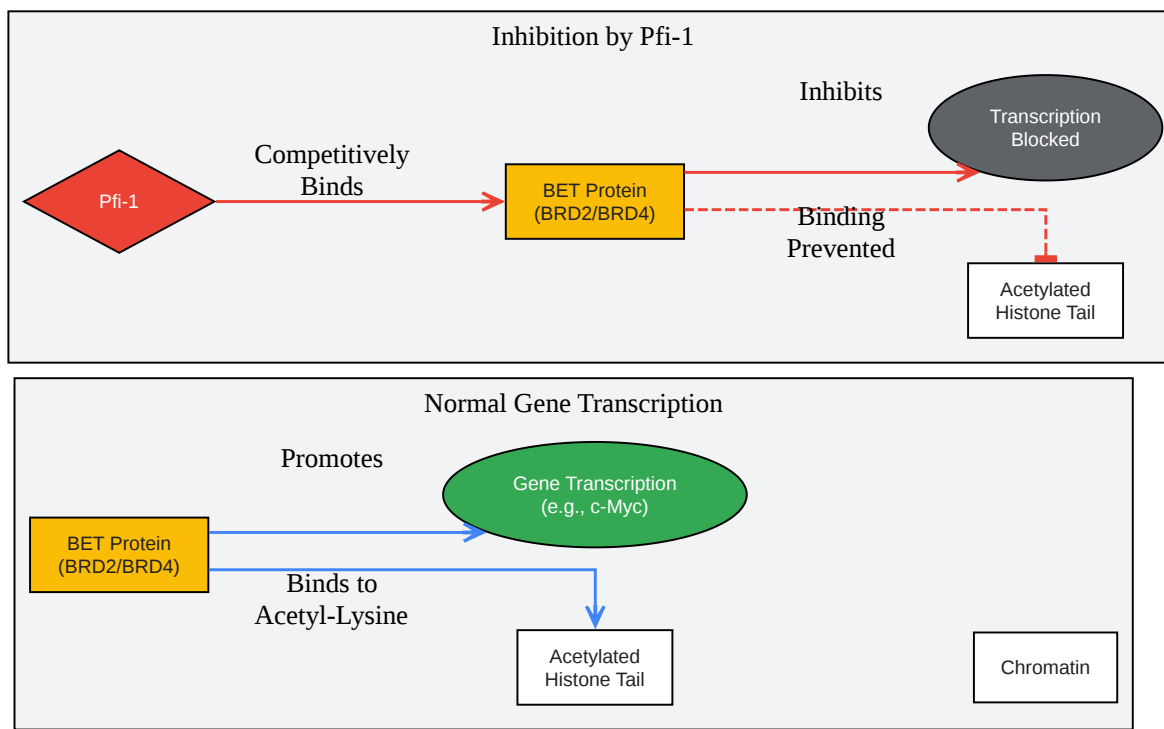 Inhibition by Pfi-1
Inhibits
Transcription
Blocked
Competitively
Binds
Pfi-1
BET Protein
(BRD2/BRD4)
Binding
Prevented
Acetylated
Histone Tail
Normal Gene Transcription
Promotes
Gene Transcription
(e.g., c-Myc)
BET Protein
(BRD2/BRD4)
Binds to
Acetyl-Lysine
Acetylated
Histone Tail
Chromatin